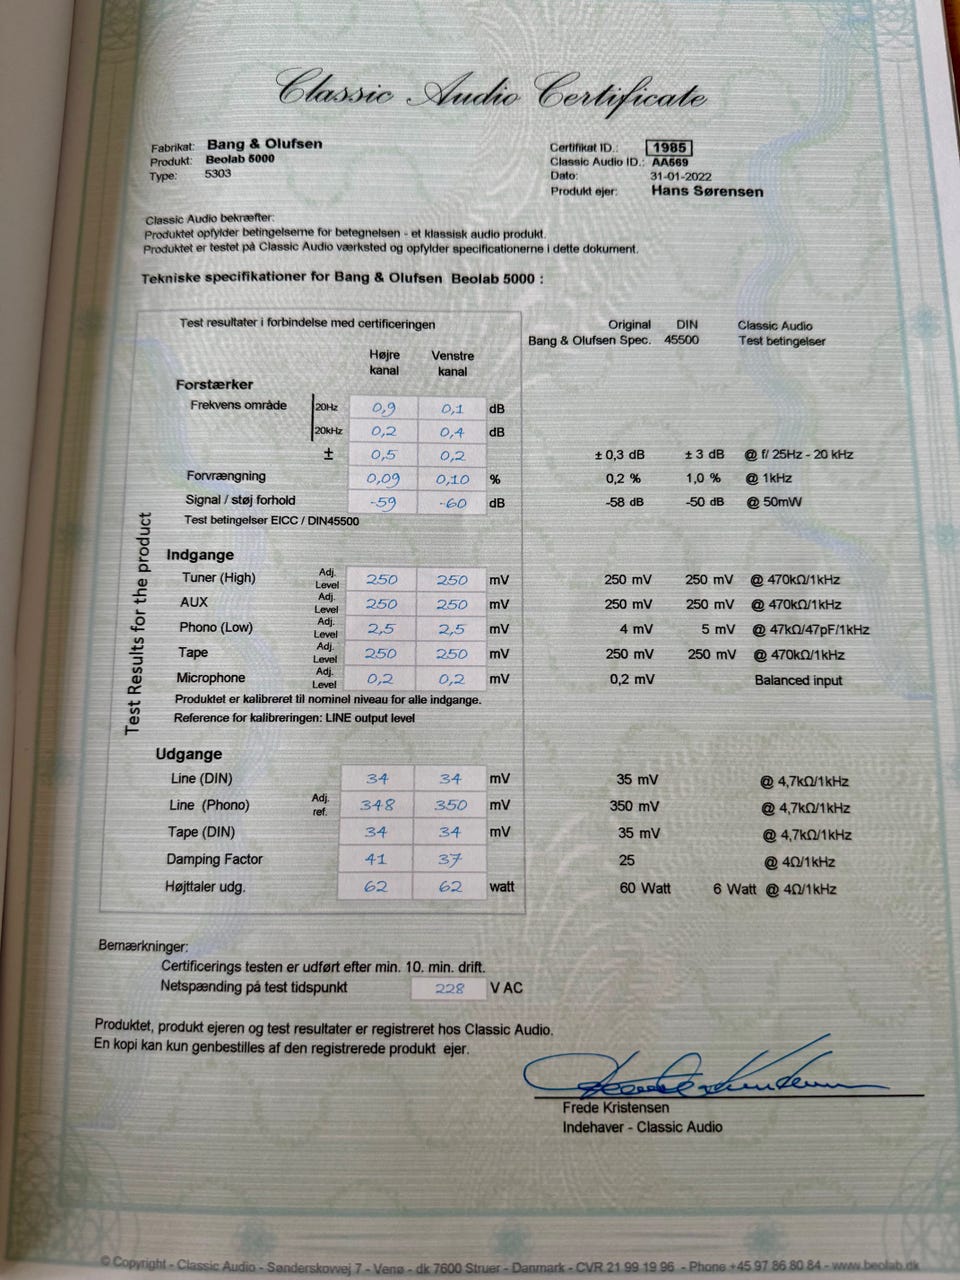 Classic Audio Certificate
Fabrikat: Bang & Olufsen
Produkt: Beolab 5000
Type: 5303
Certifikat ID.: 1985
Classic Audio ID.: AA569
Dato: 31-01-2022
Produkt ejer: Hans Sørensen
Classic Audio bekræfter:
Produktet opfylder betingelserne for betegnelsen - et klassisk audio produkt.
Produktet er testet på Classic Audio værksted og opfylder specificationerne i dette dokument.
Tekniske specifikationer for Bang & Olufsen Beolab 5000 :
Test Results for the product
Test resultater i forbindelse med certificeringen
Original DIN Classic Audio
Bang & Olufsen Spec. 45500 Test betingelser
Højre Venstre
kanal kanal
Forstærker
Frekvens område 20Hz 0,9 0,1 dB
20kHz 0,2 0,4 dB
± 0,5 0,2 ± 0,3 dB ± 3 dB @ f/ 25Hz - 20 kHz
Forvrængning 0,09 0,10 % 0,2 % 1,0 % @ 1kHz
Signal / støj forhold -59 -60 dB -58 dB -50 dB @ 50mW
Test betingelser EICC / DIN45500
Indgange
Tuner (High) Adj. Level 250 250 mV 250 mV 250 mV @ 470kΩ/1kHz
AUX Adj. Level 250 250 mV 250 mV 250 mV @ 470kΩ/1kHz
Phono (Low) Adj. Level 2,5 2,5 mV 4 mV 5 mV @ 47kΩ/47pF/1kHz
Tape Adj. Level 250 250 mV 250 mV 250 mV @ 470kΩ/1kHz
Microphone Adj. Level 0,2 0,2 mV 0,2 mV Balanced input
Produktet er kalibreret til nominel niveau for alle indgange.
Reference for kalibreringen: LINE output level
Udgange
Line (DIN) 34 34 mV 35 mV @ 4,7kΩ/1kHz
Line (Phono) Adj. ref. 348 350 mV 350 mV @ 4,7kΩ/1kHz
Tape (DIN) 34 34 mV 35 mV @ 4,7kΩ/1kHz
Damping Factor 41 37 25 @ 4Ω/1kHz
Højttaler udg. 62 62 watt 60 Watt 6 Watt @ 4Ω/1kHz
Bemærkninger:
Certificerings testen er udført efter min. 10. min. drift.
Netspænding på test tidspunkt 228 V AC
Produktet, produkt ejeren og test resultater er registreret hos Classic Audio.
En kopi kan kun genbestilles af den registrerede produkt ejer.
Frede Kristensen
Indehaver - Classic Audio
© Copyright - Classic Audio - Sønderskovvej 7 - Venø - dk 7600 Struer - Danmark - CVR 21 99 19 96 - Phone +45 97 86 80 84 - www.beolab.dk